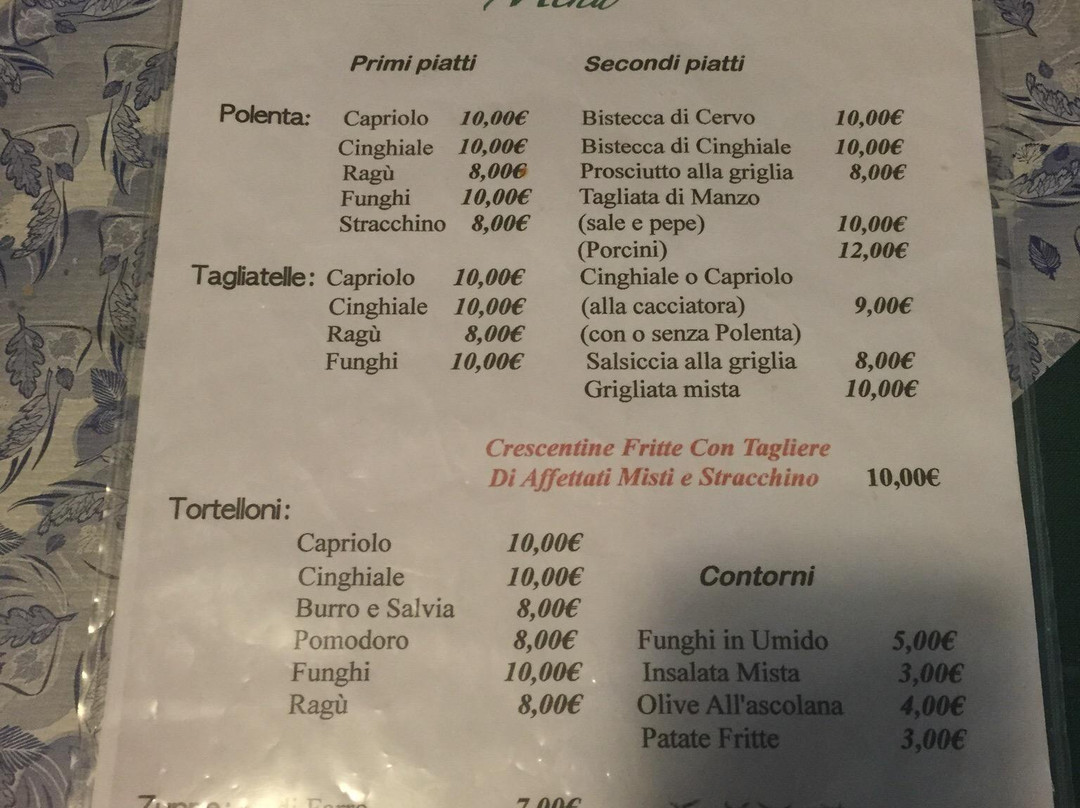 Menu
Primi piatti
Polenta: Capriolo 10,00€
Cinghiale 10,00€
Ragù 8,00€
Funghi 10,00€
Stracchino 8,00€
Tagliatelle: Capriolo 10,00€
Cinghiale 10,00€
Ragù 8,00€
Funghi 10,00€
Secondi piatti
Bistecca di Cervo 10,00€
Bistecca di Cinghiale 10,00€
Prosciutto alla griglia 8,00€
Tagliata di Manzo
(sale e pepe) 10,00€
(Porcini) 12,00€
Cinghiale o Capriolo
(alla cacciatora) 9,00€
(con o senza Polenta)
Salsiccia alla griglia 8,00€
Grigliata mista 10,00€
Crescentine Fritte Con Tagliere
Di Affettati Misti e Stracchino 10,00€
Tortelloni:
Capriolo 10,00€
Cinghiale 10,00€
Burro e Salvia 8,00€
Pomodoro 8,00€
Funghi 10,00€
Ragù 8,00€
Contorni
Funghi in Umido 5,00€
Insalata Mista 3,00€
Olive All'ascolana 4,00€
Patate Fritte 3,00€
Zuppe: di Farro 7,00€